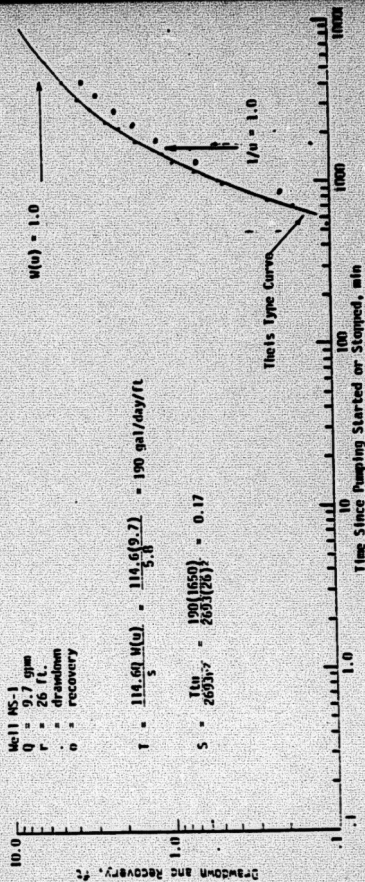 Well MS-1
Q = 9.7 gpm
r = 26 ft.
. = drawdown
o = recovery
T = 114.6Q W(u) / s = 114.6(9.7) / 5.8 = 190 gal/day/ft
S = Ttu / 2693r² = 190(1650) / 2693(26)² = 0.17
W(u) = 1.0
1/u = 1.0
Theis Type Curve
Drawdown and Recovery, ft
10.0
1.0
.1
.1
1.0
10
100
1000
10000
Time Since Pumping Started or Stopped, min